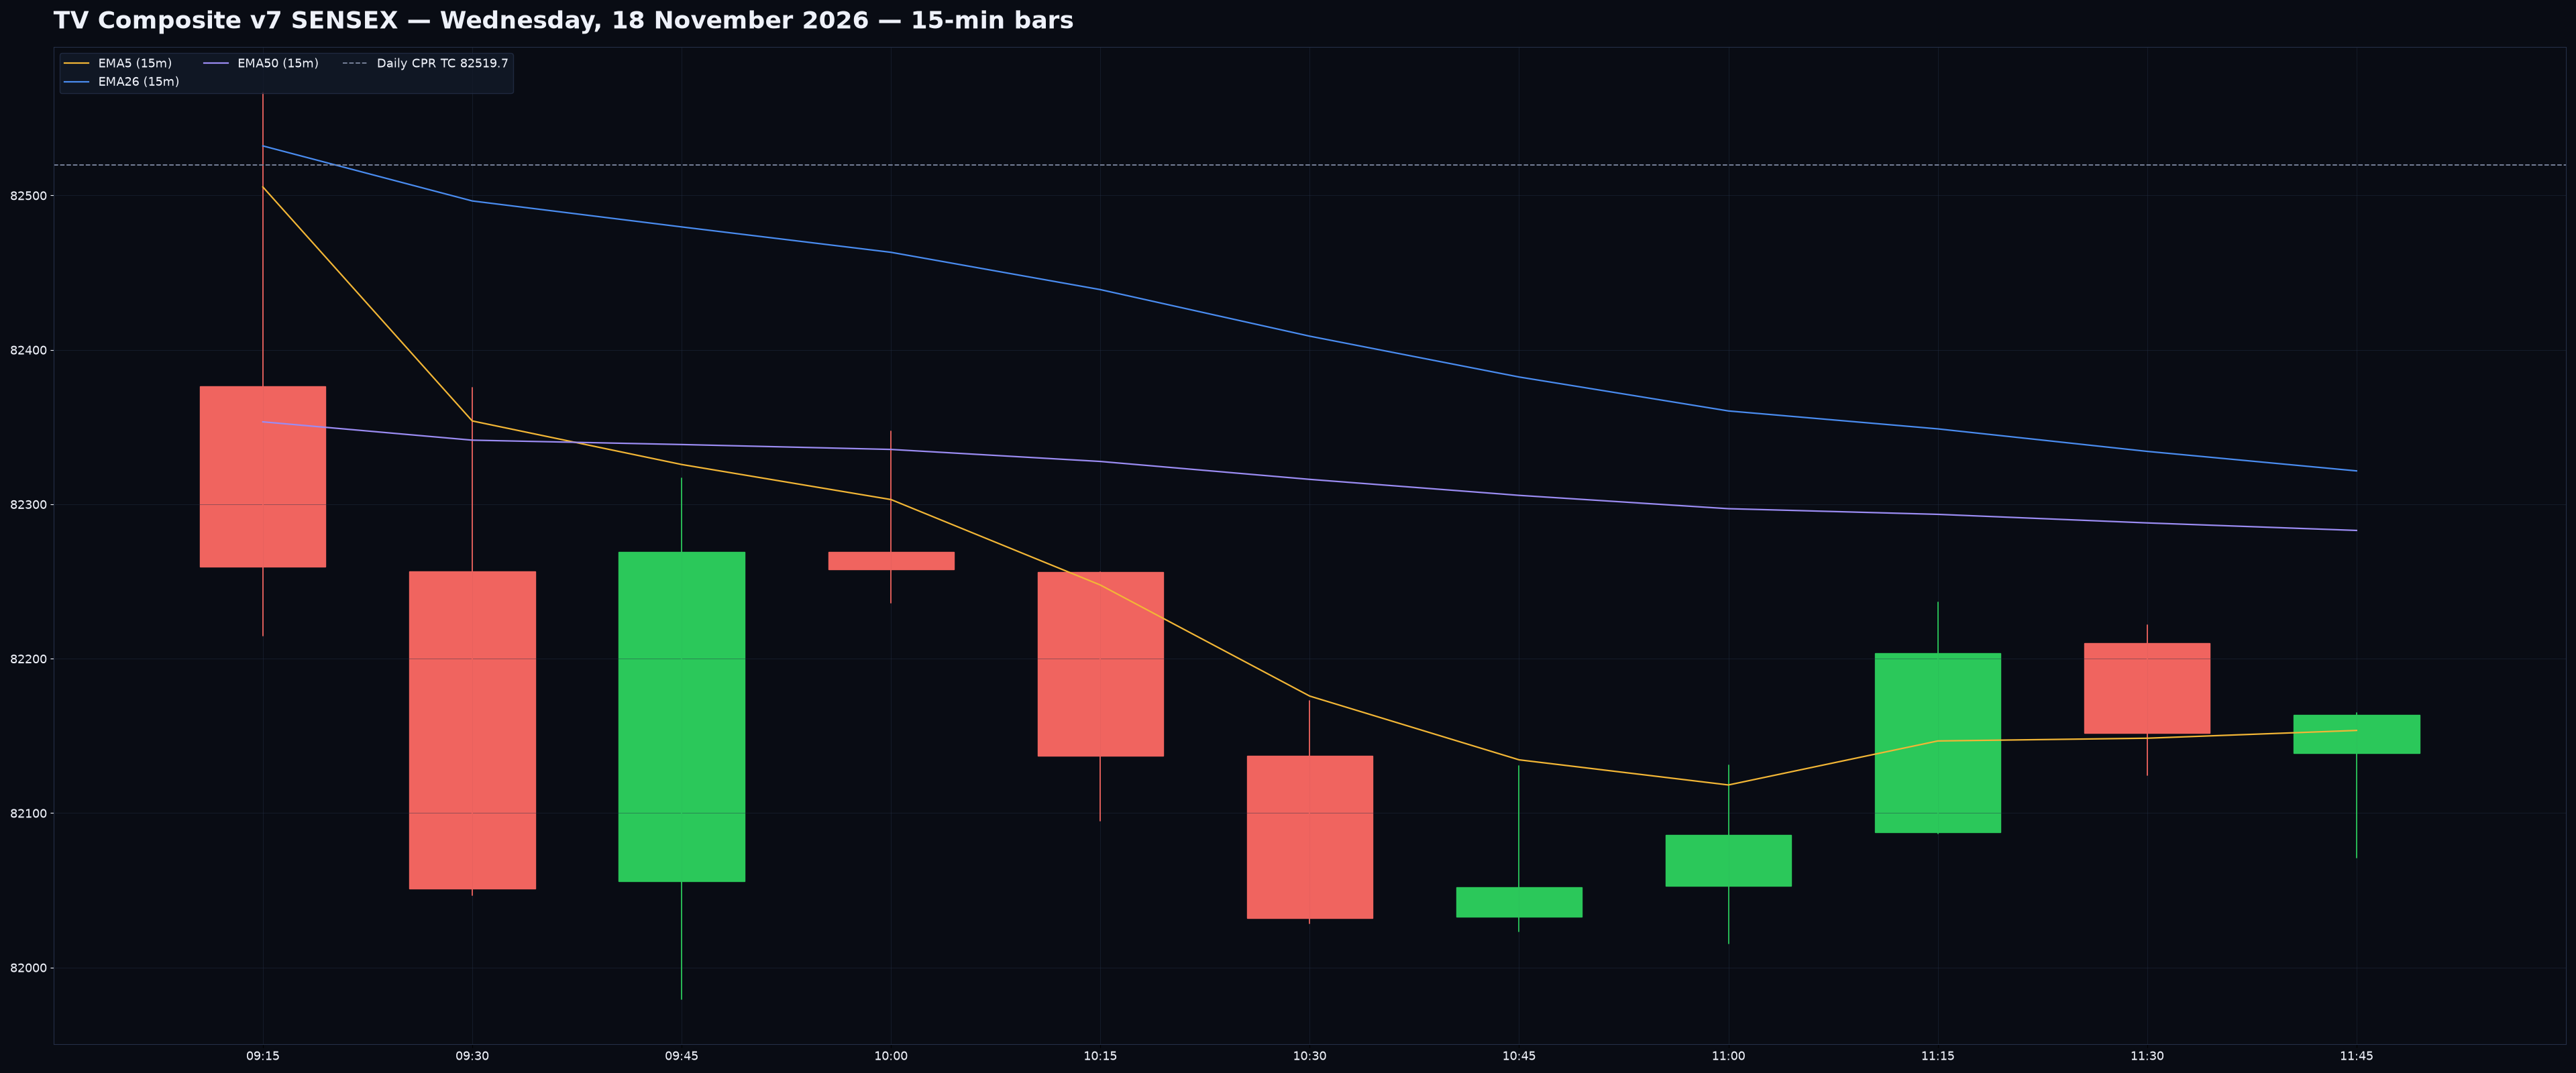 TV Composite v7 SENSEX — Wednesday, 18 November 2026 — 15-min bars
EMA5 (15m) EMA50 (15m) Daily CPR TC 82519.7
EMA26 (15m)
82500
82400
82300
82200
82100
82000
09:15 09:30 09:45 10:00 10:15 10:30 10:45 11:00 11:15 11:30 11:45